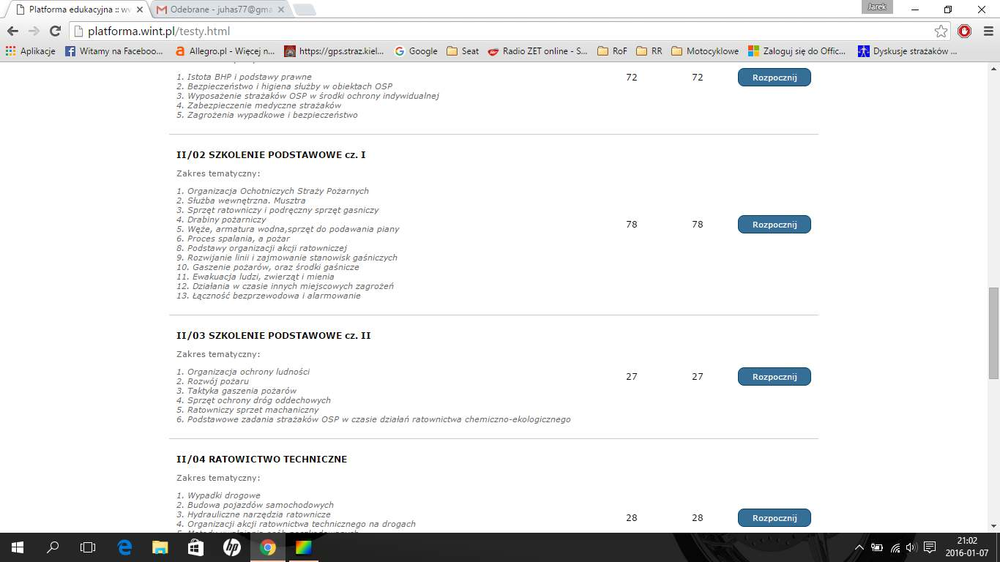 Platforma edukacyjna :: ww
Odebrane - juhas77@gma
Jarek
platforma.wint.pl/testy.html
Aplikacje
Witamy na Faceboo...
Allegro.pl - Więcej n...
https://gps.straz.kiel...
Google
Seat
Radio ZET online - S...
RoF
RR
Motocyklowe
Zaloguj się do Offic...
Dyskusje strażaków ...
1. Istota BHP i podstawy prawne
72 72 Rozpocznij
2. Bezpieczeństwo i higiena służby w obiektach OSP
3. Wyposażenie strażaków OSP w środki ochrony indywidualnej
4. Zabezpieczenie medyczne strażaków
5. Zagrożenia wypadkowe i bezpieczeństwo
II/02 SZKOLENIE PODSTAWOWE cz. I
Zakres tematyczny:
1. Organizacja Ochotniczych Straży Pożarnych
2. Służba wewnętrzna. Musztra
3. Sprzęt ratowniczy i podręczny sprzęt gasniczy
4. Drabiny pożarniczy
78 78 Rozpocznij
5. Węże, armatura wodna,sprzęt do podawania piany
6. Proces spalania, a pożar
8. Podstawy organizacji akcji ratowniczej
9. Rozwijanie linii i zajmowanie stanowisk gaśniczych
10. Gaszenie pożarów, oraz środki gaśnicze
11. Ewakuacja ludzi, zwierząt i mienia
12. Działania w czasie innych miejscowych zagrożeń
13. Łączność bezprzewodowa i alarmowanie
II/03 SZKOLENIE PODSTAWOWE cz. II
Zakres tematyczny:
1. Organizacja ochrony ludności
27 27 Rozpocznij
2. Rozwój pożaru
3. Taktyka gaszenia pożarów
4. Sprzęt ochrony dróg oddechowych
5. Ratowniczy sprzet machaniczny
6. Podstawowe zadania strażaków OSP w czasie działań ratownictwa chemiczno-ekologicznego
II/04 RATOWICTWO TECHNICZNE
Zakres tematyczny:
1. Wypadki drogowe
2. Budowa pojazdów samochodowych
3. Hydrauliczne narzędzia ratownicze
28 28 Rozpocznij
4. Organizacji akcji ratownictwa technicznego na drogach
hp
21:02
2016-01-07